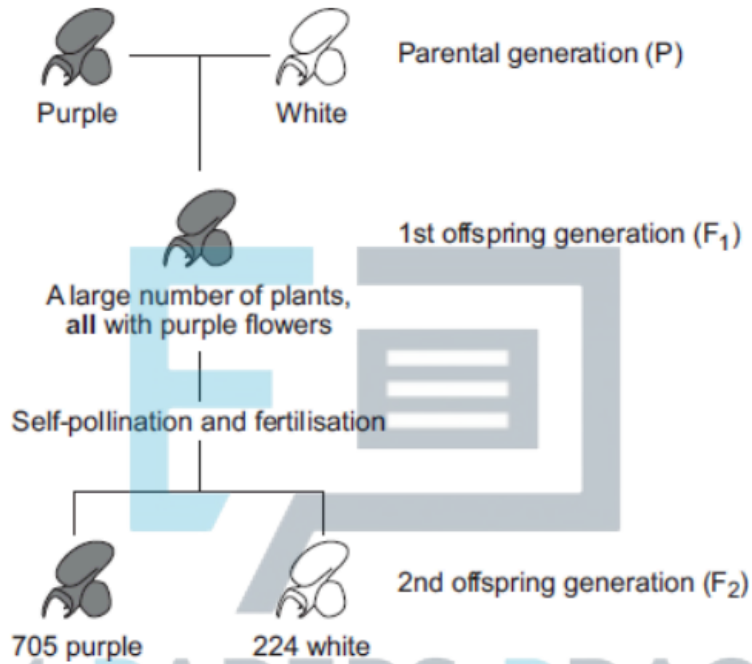 Parental generation (P)
Purple
White
1st offspring generation (F₁)
A large number of plants,
all with purple flowers
Self-pollination and fertilisation
2nd offspring generation (F₂)
705 purple
224 white